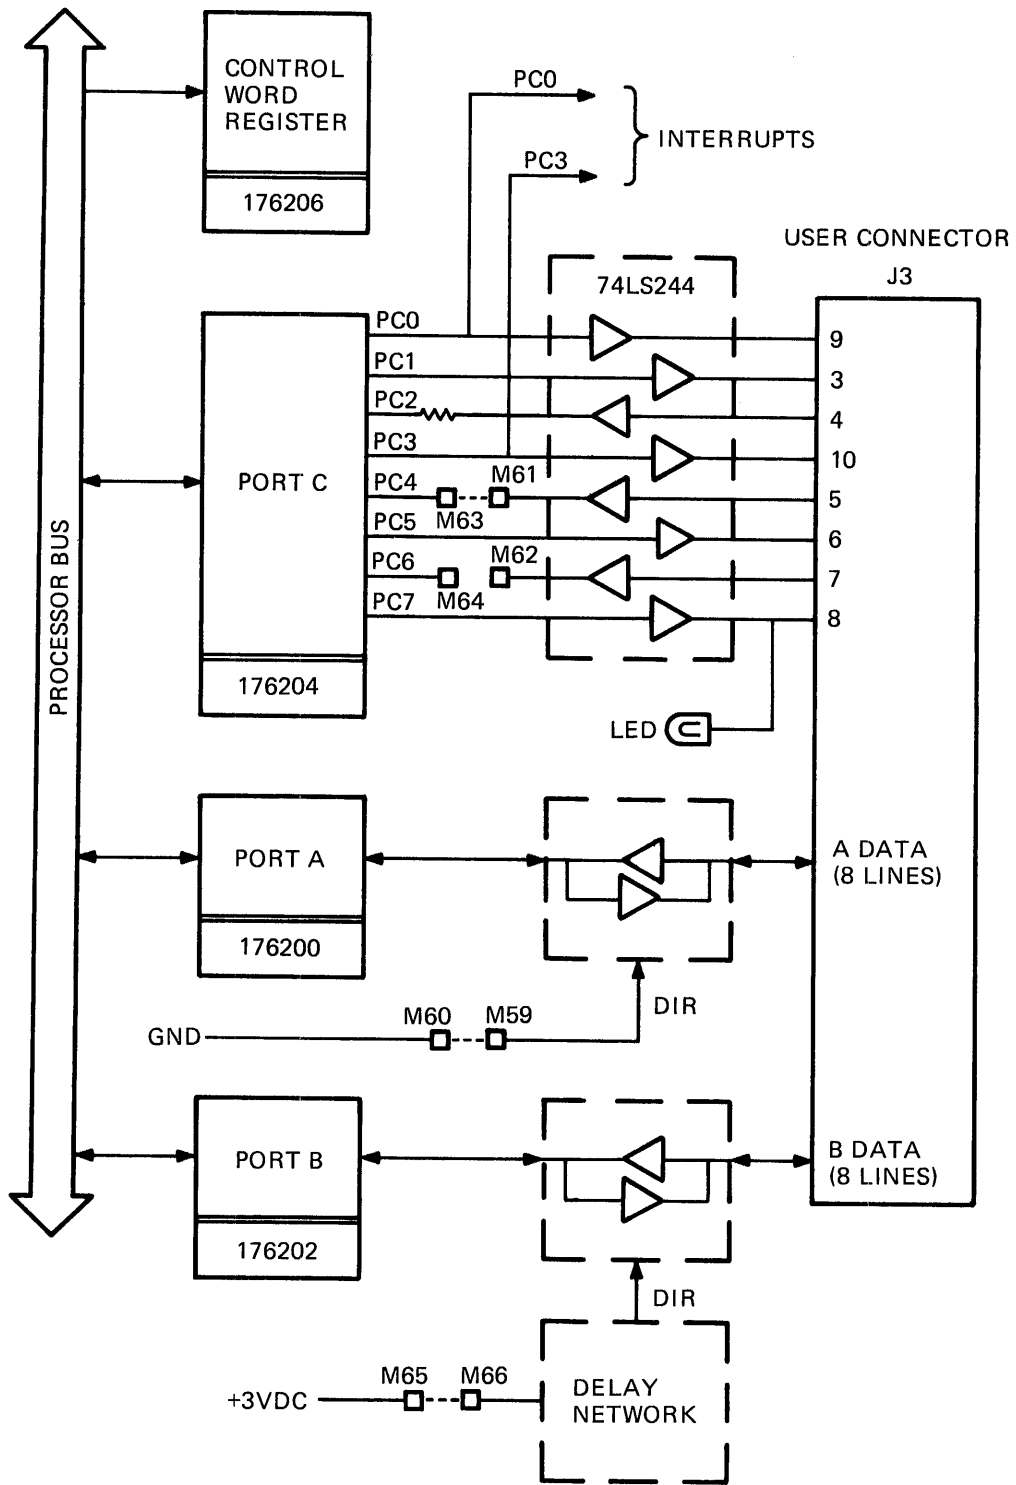 CONTROL
WORD
REGISTER
176206
PC0
PC3
INTERRUPTS
USER CONNECTOR
J3
74LS244
PORT C
176204
PC0
PC1
PC2
PC3
PC4
M63
M61
PC5
PC6
M64
M62
PC7
9
3
4
10
5
6
7
8
LED
PROCESSOR BUS
PORT A
176200
A DATA
(8 LINES)
DIR
GND
M60
M59
PORT B
176202
B DATA
(8 LINES)
DIR
+3VDC
M65
M66
DELAY
NETWORK